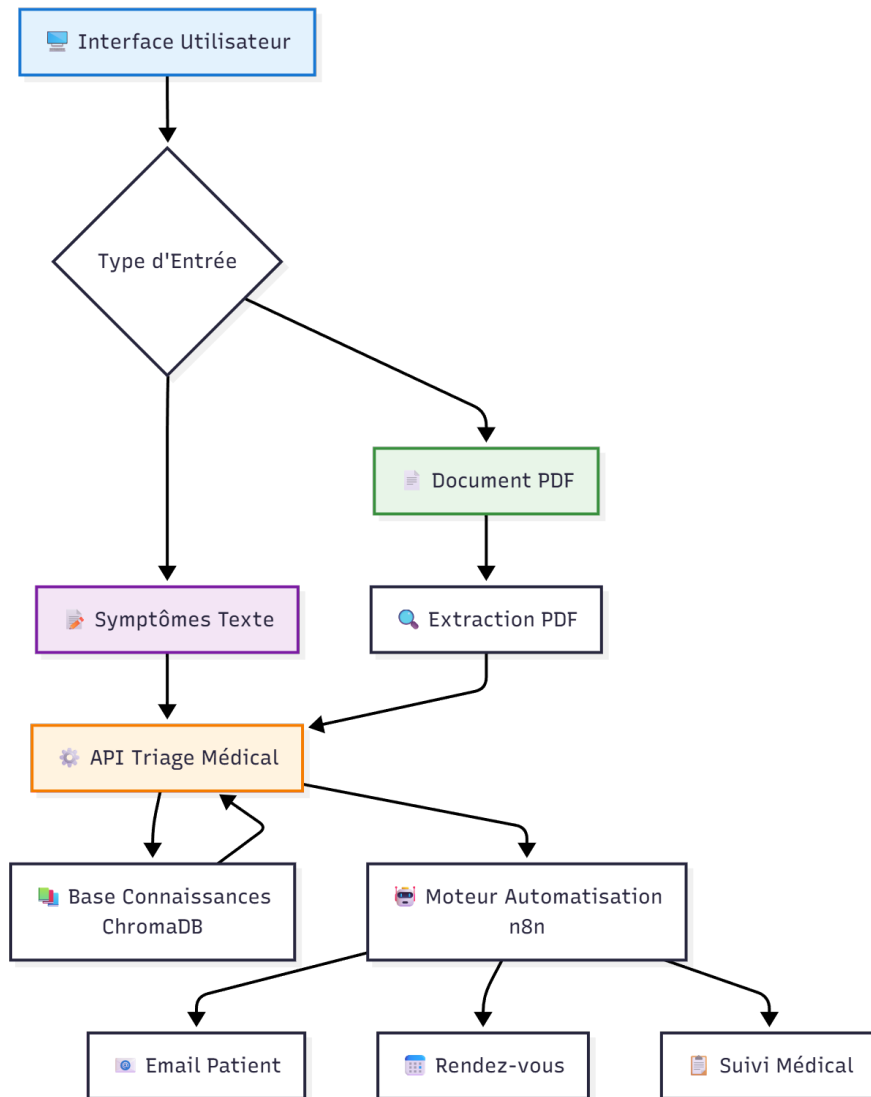 Interface Utilisateur
Type d'Entrée
Document PDF
Symptômes Texte
Extraction PDF
API Triage Médical
Base Connaissances
ChromaDB
Moteur Automatisation
n8n
Email Patient
Rendez-vous
Suivi Médical